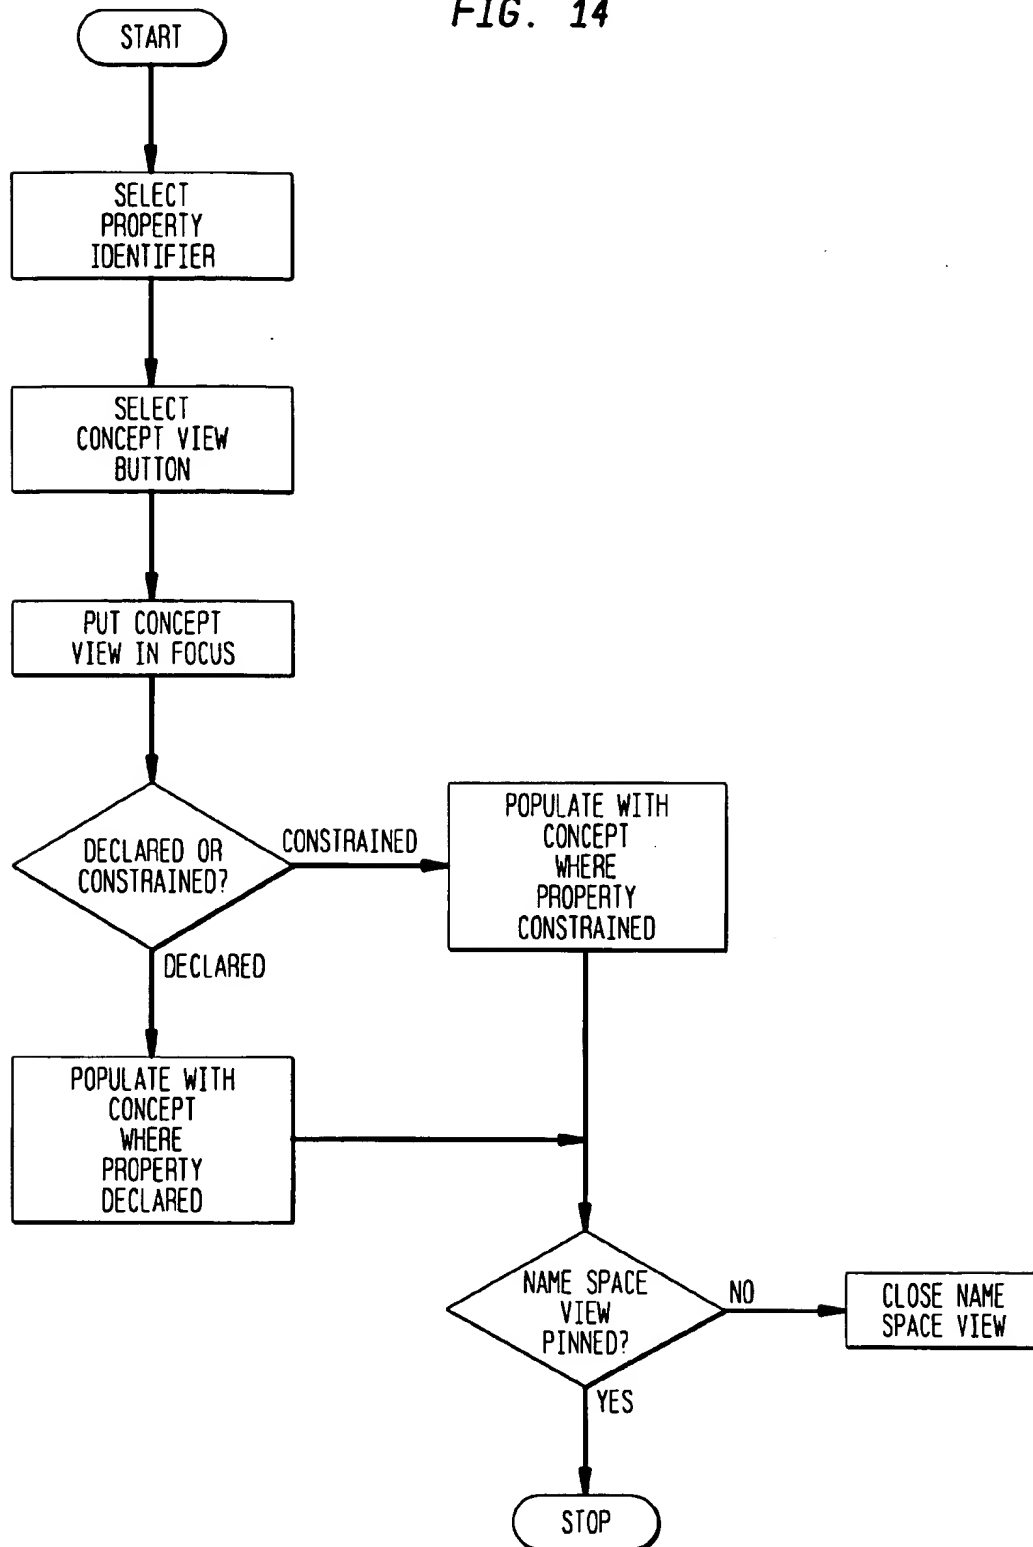 FIG. 14
START
SELECT
PROPERTY
IDENTIFIER
SELECT
CONCEPT VIEW
BUTTON
PUT CONCEPT
VIEW IN FOCUS
DECLARED OR
CONSTRAINED?
CONSTRAINED
POPULATE WITH
CONCEPT
WHERE
PROPERTY
CONSTRAINED
DECLARED
POPULATE WITH
CONCEPT
WHERE
PROPERTY
DECLARED
NAME SPACE
VIEW
PINNED?
NO
CLOSE NAME
SPACE VIEW
YES
STOP